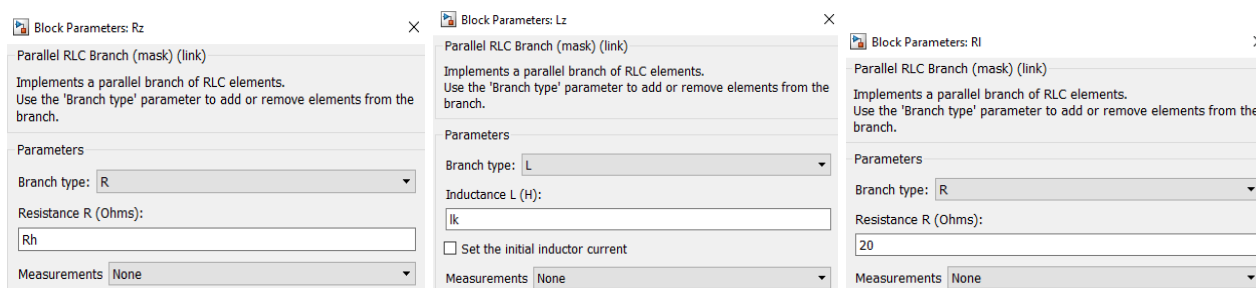 Block Parameters: Rz
Parallel RLC Branch (mask) (link)
Implements a parallel branch of RLC elements.
Use the 'Branch type' parameter to add or remove elements from the
branch.
Parameters
Branch type: R
Resistance R (Ohms):
Rh
Measurements None
Block Parameters: Lz
Parallel RLC Branch (mask) (link)
Implements a parallel branch of RLC elements.
Use the 'Branch type' parameter to add or remove elements from the
branch.
Parameters
Branch type: L
Inductance L (H):
lk
Set the initial inductor current
Measurements None
Block Parameters: Rl
Parallel RLC Branch (mask) (link)
Implements a parallel branch of RLC elements.
Use the 'Branch type' parameter to add or remove elements from the
branch.
Parameters
Branch type: R
Resistance R (Ohms):
20
Measurements None